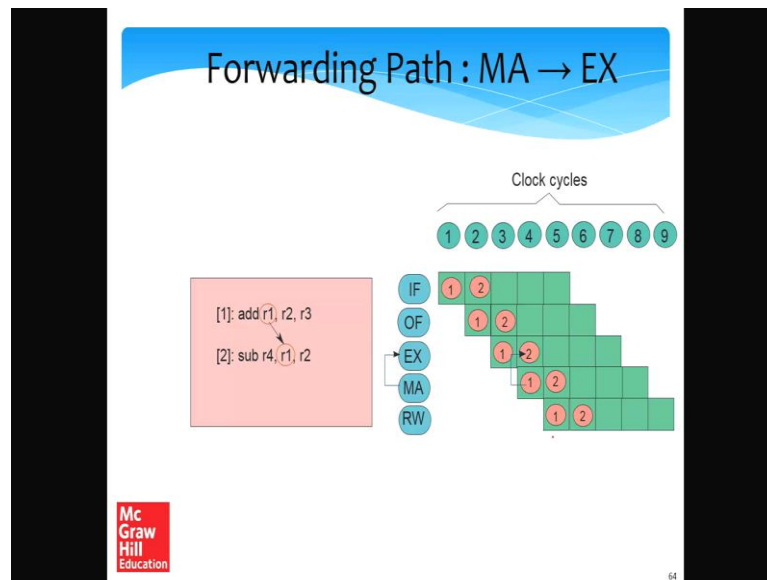 Forwarding Path : MA → EX
Clock cycles
1 2 3 4 5 6 7 8 9
[1]: add r1, r2, r3
[2]: sub r4, r1, r2
IF 1 2
OF 1 2
EX 1 2
MA 1 2
RW 1 2
Mc
Graw
Hill
Education
64